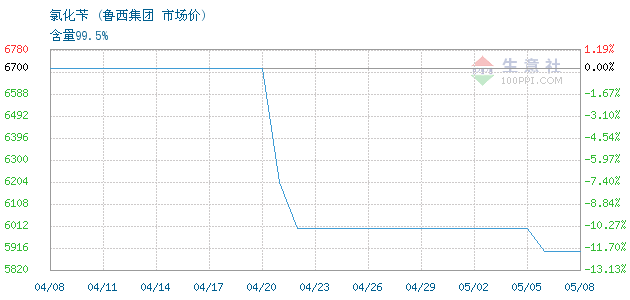 氯化苄 (鲁西集团 市场价)
含量99.5%
6780 1.19%
6700 0.00%
6588 -1.67%
6492 -3.10%
6396 -4.54%
6300 -5.97%
6204 -7.40%
6108 -8.84%
6012 -10.27%
5916 -11.70%
5820 -13.13%
生意社
100PPI.COM
04/08 04/11 04/14 04/17 04/20 04/23 04/26 04/29 05/02 05/05 05/08